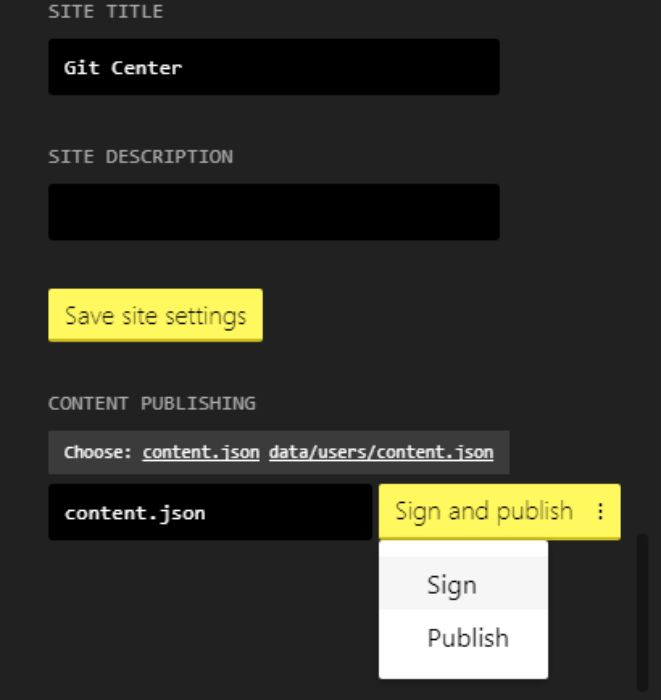 SITE TITLE
Git Center
SITE DESCRIPTION
Save site settings
CONTENT PUBLISHING
Choose: content.json data/users/content.json
content.json Sign and publish ⋮
Sign
Publish